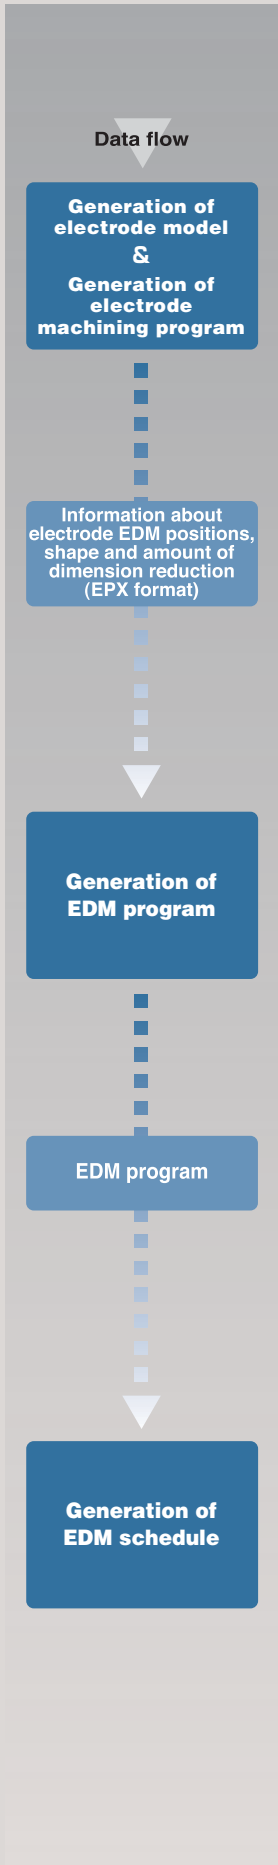 Data flow
Generation of
electrode model
&
Generation of
electrode
machining program
Information about
electrode EDM positions,
shape and amount of
dimension reduction
(EPX format)
Generation of
EDM program
EDM program
Generation of
EDM schedule